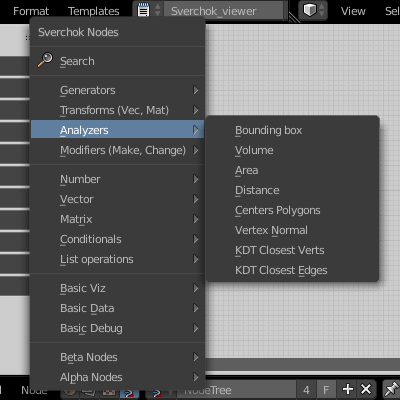 Format Templates Sverchok_viewer View Select
Sverchok Nodes
Search
Generators
Transforms (Vec, Mat)
Analyzers
Modifiers (Make, Change)
Number
Vector
Matrix
Conditionals
List operations
Basic Viz
Basic Data
Basic Debug
Beta Nodes
Alpha Nodes
Bounding box
Volume
Area
Distance
Centers Polygons
Vertex Normal
KDT Closest Verts
KDT Closest Edges
Node NodeTree 4 F